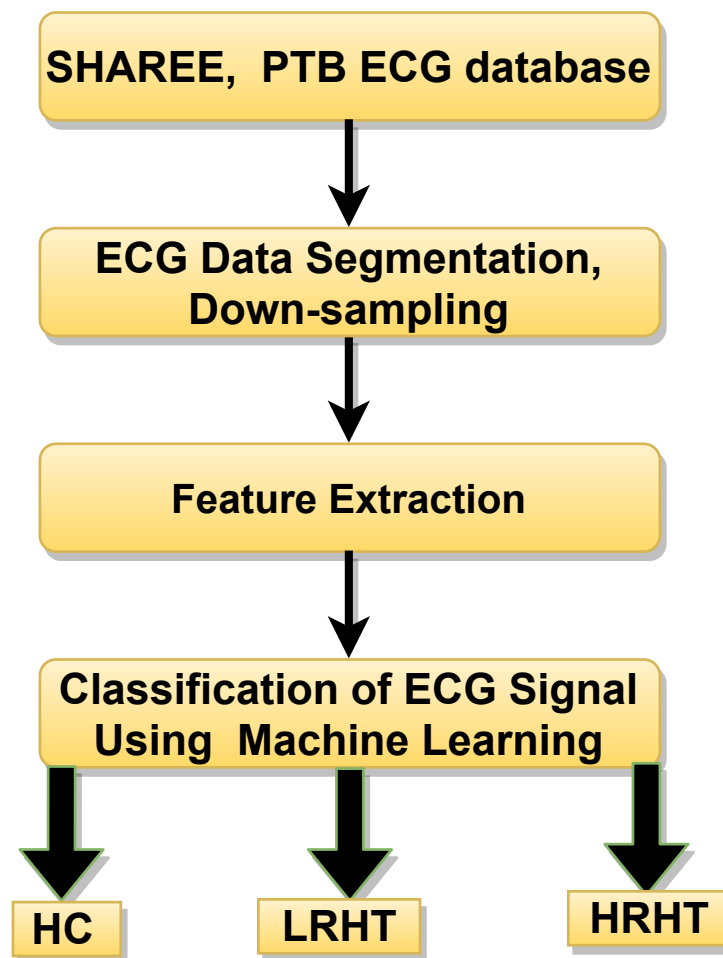 SHAREE, PTB ECG database
ECG Data Segmentation,
Down-sampling
Feature Extraction
Classification of ECG Signal
Using Machine Learning
HC
LRHT
HRHT